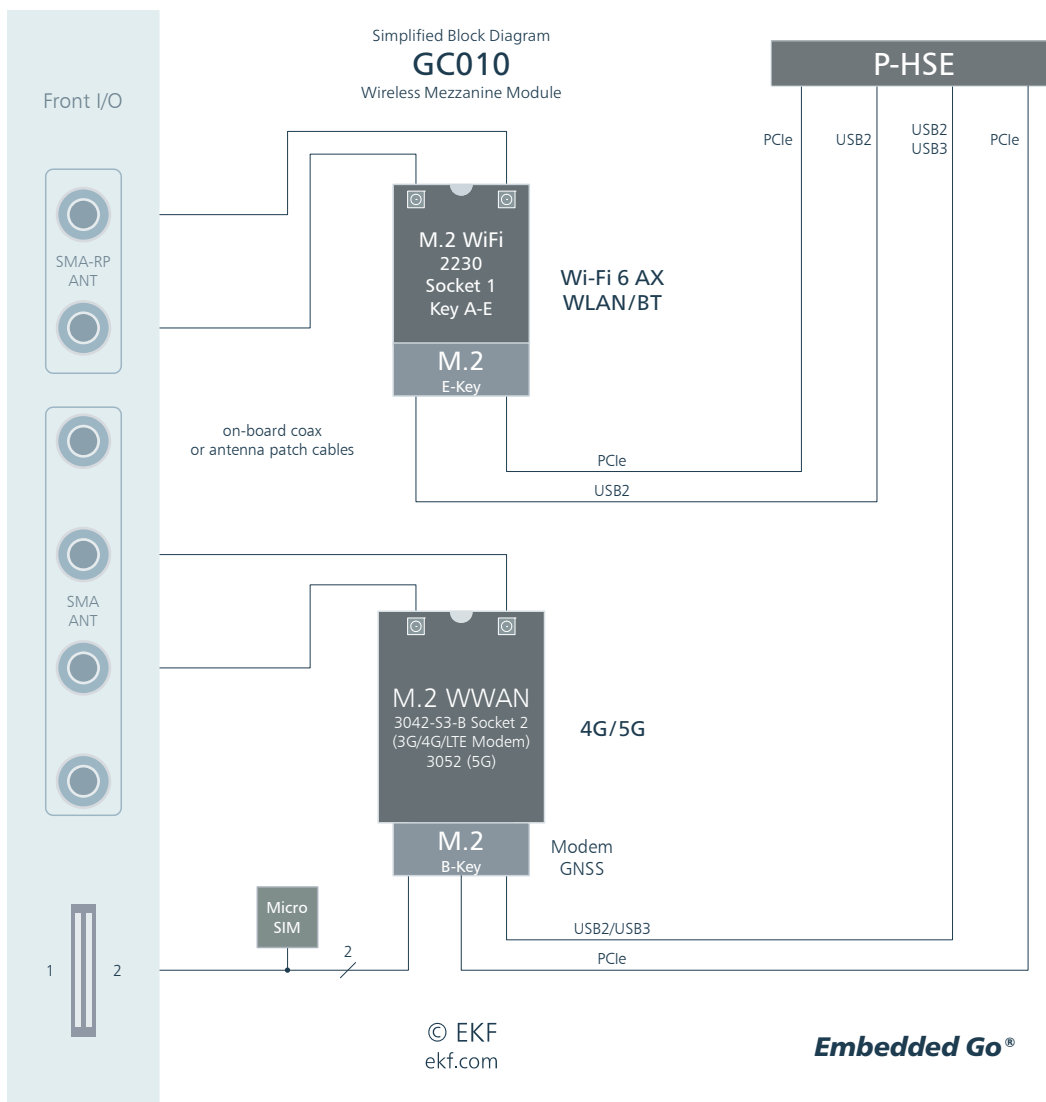 Simplified Block Diagram
GC010
Wireless Mezzanine Module
P-HSE
Front I/O
PCIe
USB2
USB2
USB3
PCIe
SMA-RP
ANT
M.2 WiFi
2230
Socket 1
Key A-E
M.2
E-Key
Wi-Fi 6 AX
WLAN/BT
on-board coax
or antenna patch cables
PCIe
USB2
SMA
ANT
M.2 WWAN
3042-S3-B Socket 2
(3G/4G/LTE Modem)
3052 (5G)
4G/5G
M.2
B-Key
Modem
GNSS
Micro
SIM
USB2/USB3
PCIe
2
1
2
© EKF
ekf.com
Embedded Go®